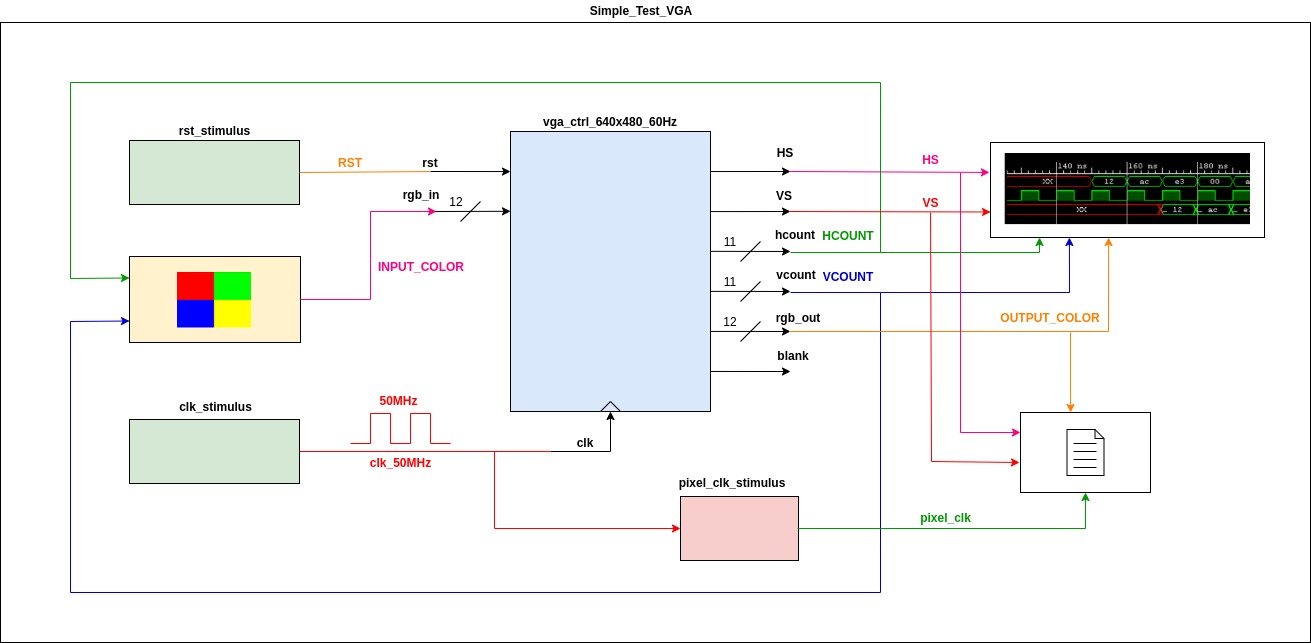 Simple_Test_VGA
rst_stimulus
vga_ctrl_640x480_60Hz
RST
rst
rgb_in
12
INPUT_COLOR
HS
HS
VS
VS
11
hcount
HCOUNT
11
vcount
VCOUNT
12
rgb_out
OUTPUT_COLOR
blank
140 ns
160 ns
180 ns
XX
12
ac
e3
00
XX
12
ac
clk_stimulus
50MHz
clk_50MHz
clk
pixel_clk_stimulus
pixel_clk